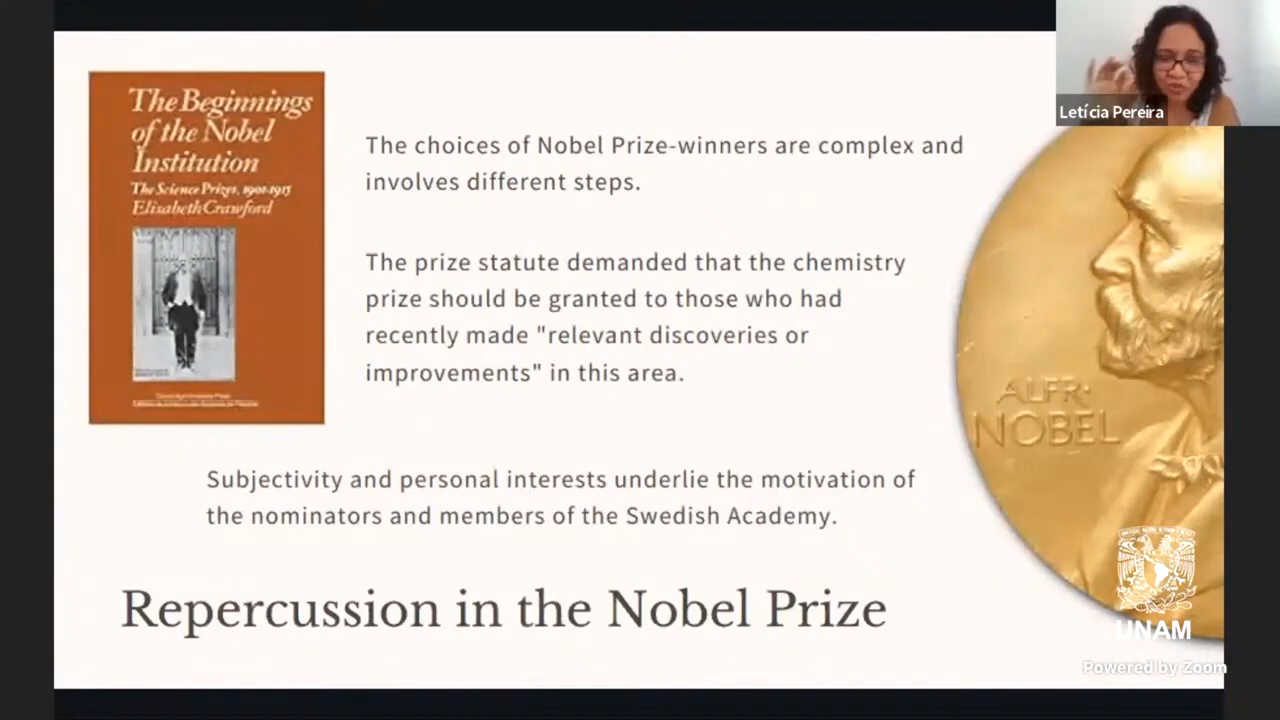 The Beginnings
of the Nobel
Institution
The Science Prizes, 1901-1915
Elisabeth Crawford
The choices of Nobel Prize-winners are complex and
involves different steps.
The prize statute demanded that the chemistry
prize should be granted to those who had
recently made "relevant discoveries or
improvements" in this area.
Subjectivity and personal interests underlie the motivation of
the nominators and members of the Swedish Academy.
Repercussion in the Nobel Prize
Letícia Pereira
ALFR·
NOBEL
UNAM
Powered by Zoom